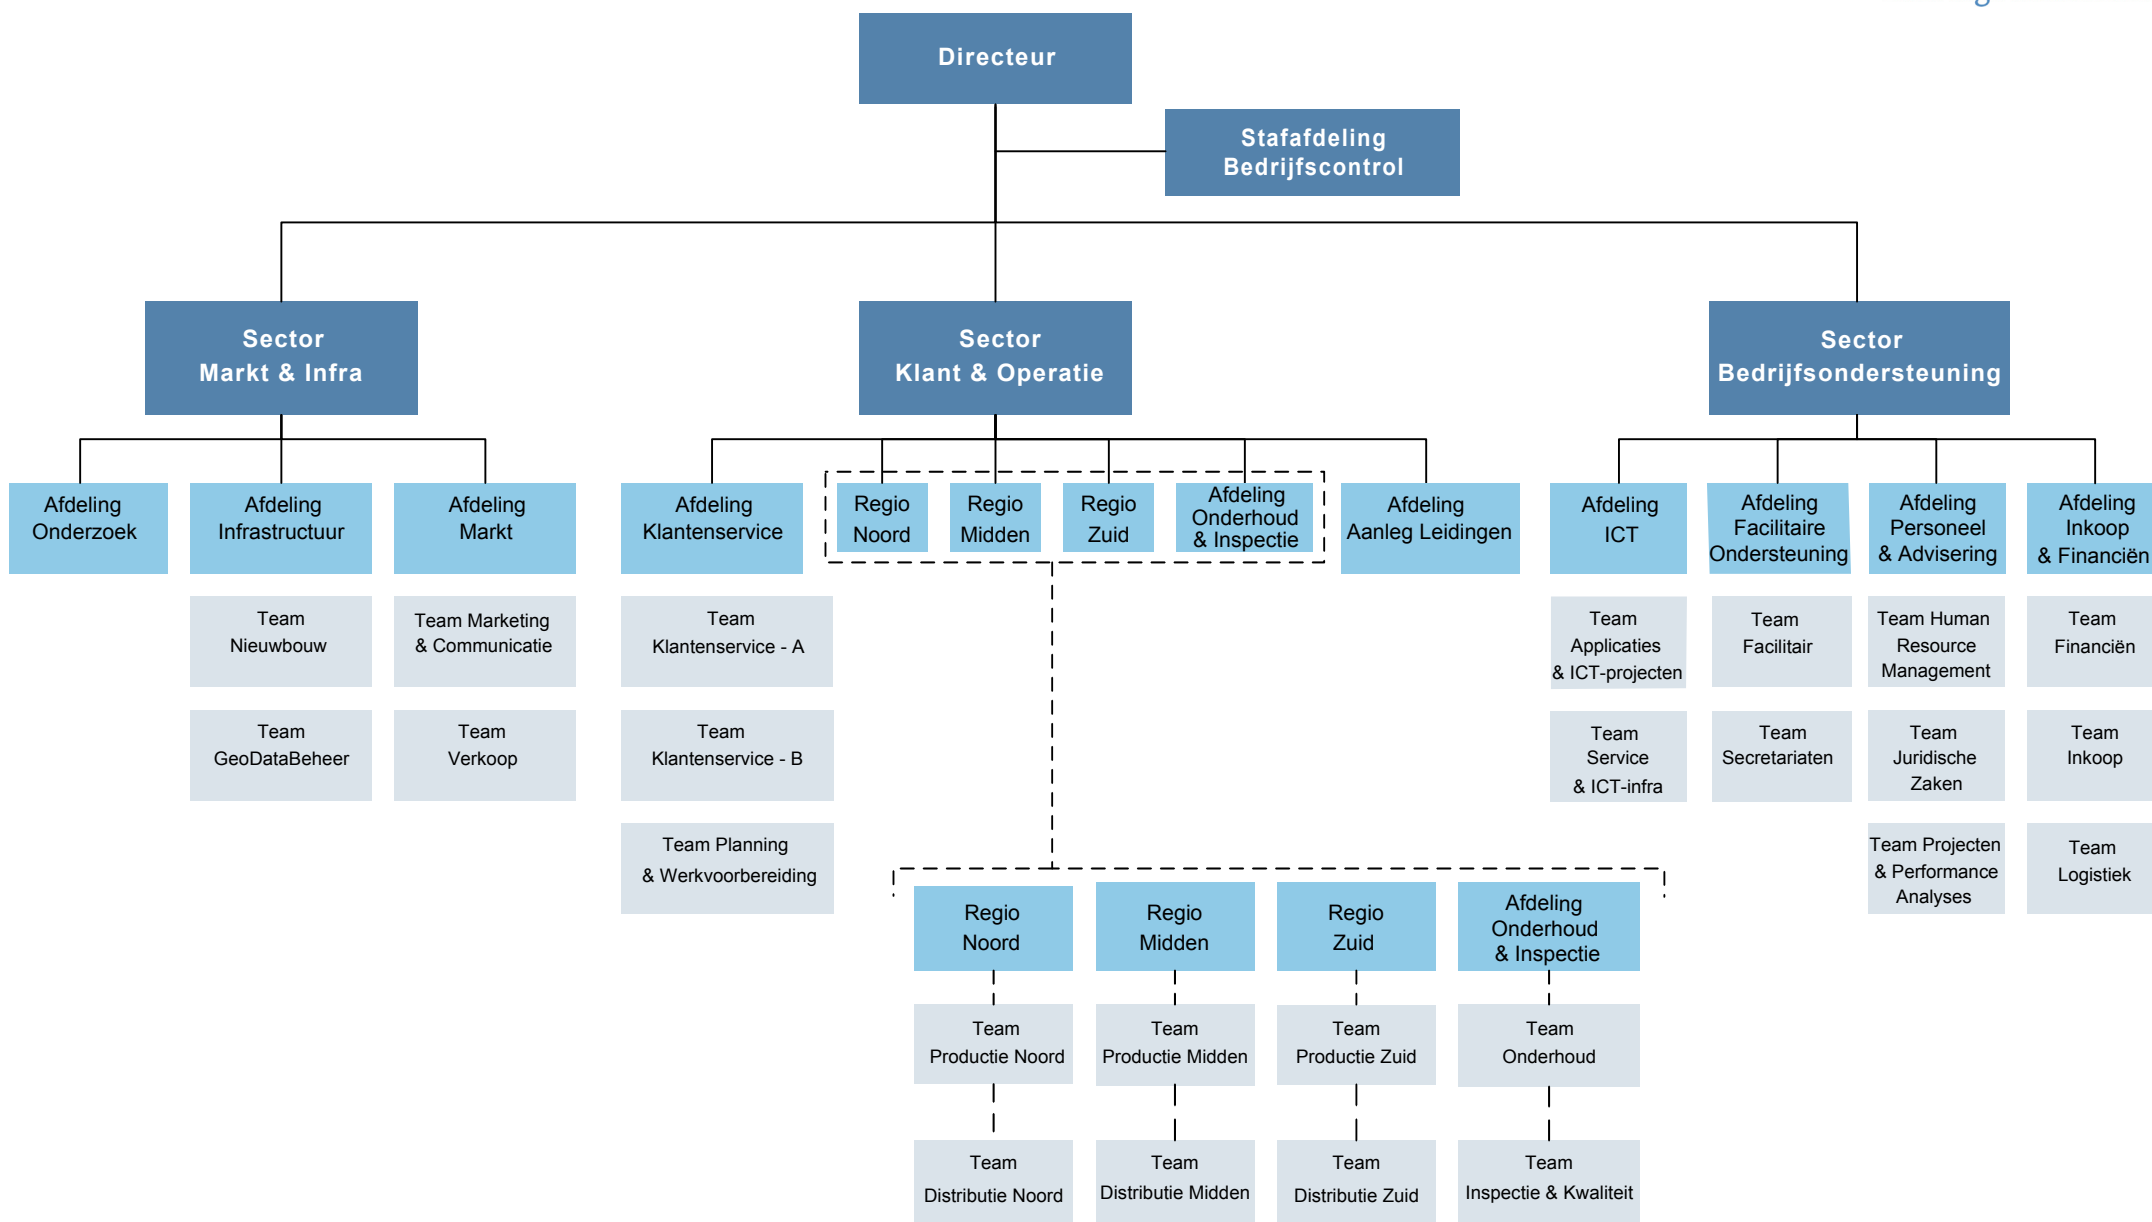 Directeur
Stafafdeling
Bedrijfscontrol
Sector
Markt & Infra
Sector
Klant & Operatie
Sector
Bedrijfsondersteuning
Afdeling
Onderzoek
Afdeling
Infrastructuur
Afdeling
Markt
Afdeling
Klantenservice
Regio
Noord
Regio
Midden
Regio
Zuid
Afdeling
Onderhoud
& Inspectie
Afdeling
Aanleg Leidingen
Afdeling
ICT
Afdeling
Facilitaire
Ondersteuning
Afdeling
Personeel
& Advisering
Afdeling
Inkoop
& Financiën
Team
Nieuwbouw
Team Marketing
& Communicatie
Team
Klantenservice - A
Team
Applicaties
& ICT-projecten
Team
Facilitair
Team Human
Resource
Management
Team
Financiën
Team
GeoDataBeheer
Team
Verkoop
Team
Klantenservice - B
Team
Service
& ICT-infra
Team
Secretariaten
Team
Juridische
Zaken
Team
Inkoop
Team Planning
& Werkvoorbereiding
Team Projecten
& Performance
Analyses
Team
Logistiek
Regio
Noord
Regio
Midden
Regio
Zuid
Afdeling
Onderhoud
& Inspectie
Team
Productie Noord
Team
Productie Midden
Team
Productie Zuid
Team
Onderhoud
Team
Distributie Noord
Team
Distributie Midden
Team
Distributie Zuid
Team
Inspectie & Kwaliteit